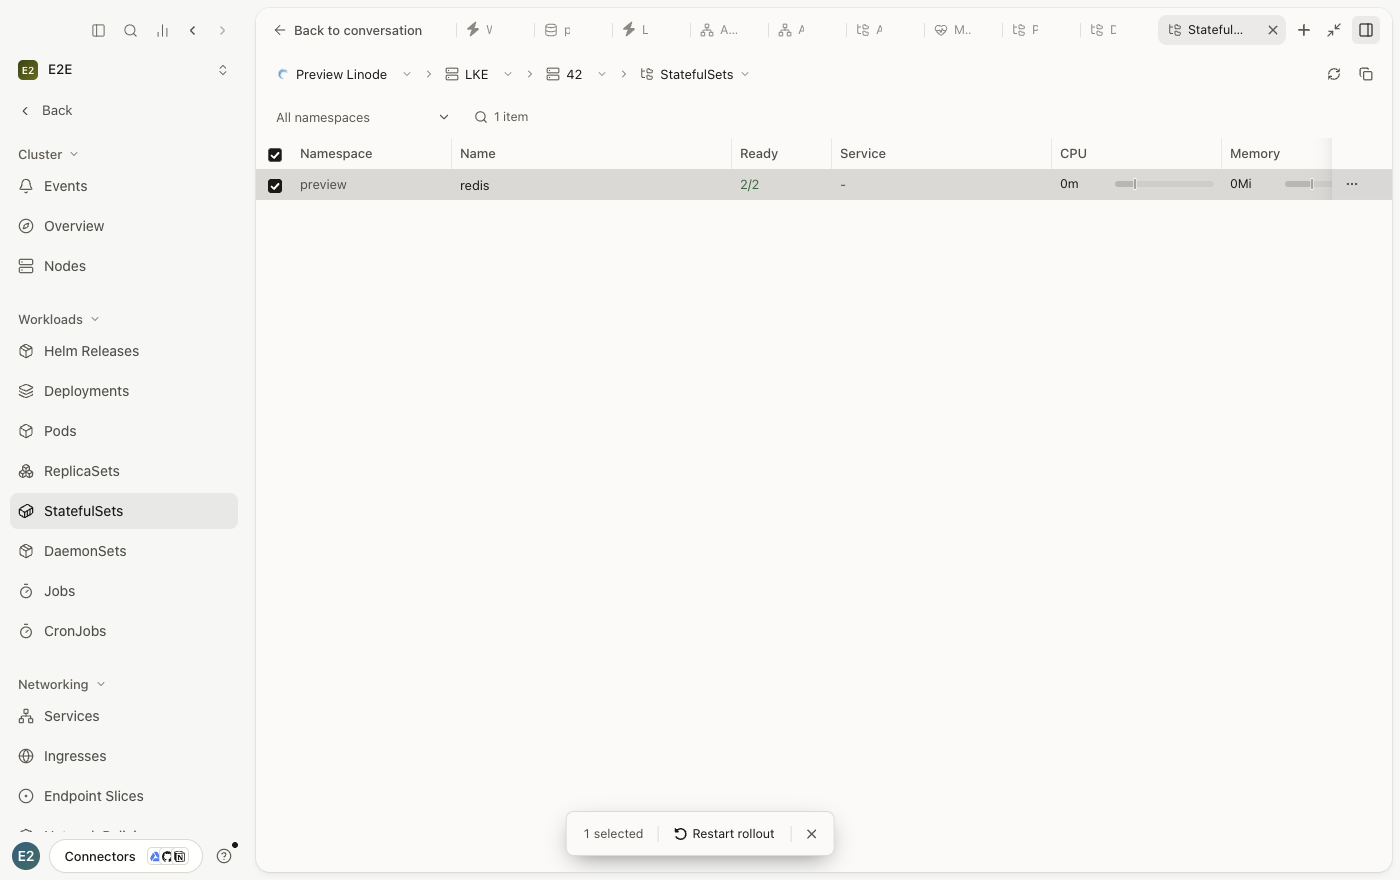 Back to conversation
W
p
L
A...
A
A
M..
P
D
Stateful...
E2
E2E
Preview Linode
LKE
42
StatefulSets
Back
All namespaces
1 item
Cluster
Namespace
Name
Ready
Service
CPU
Memory
preview
redis
2/2
-
0m
0Mi
Events
Overview
Nodes
Workloads
Helm Releases
Deployments
Pods
ReplicaSets
StatefulSets
DaemonSets
Jobs
CronJobs
Networking
Services
Ingresses
Endpoint Slices
1 selected
Restart rollout
E2
Connectors